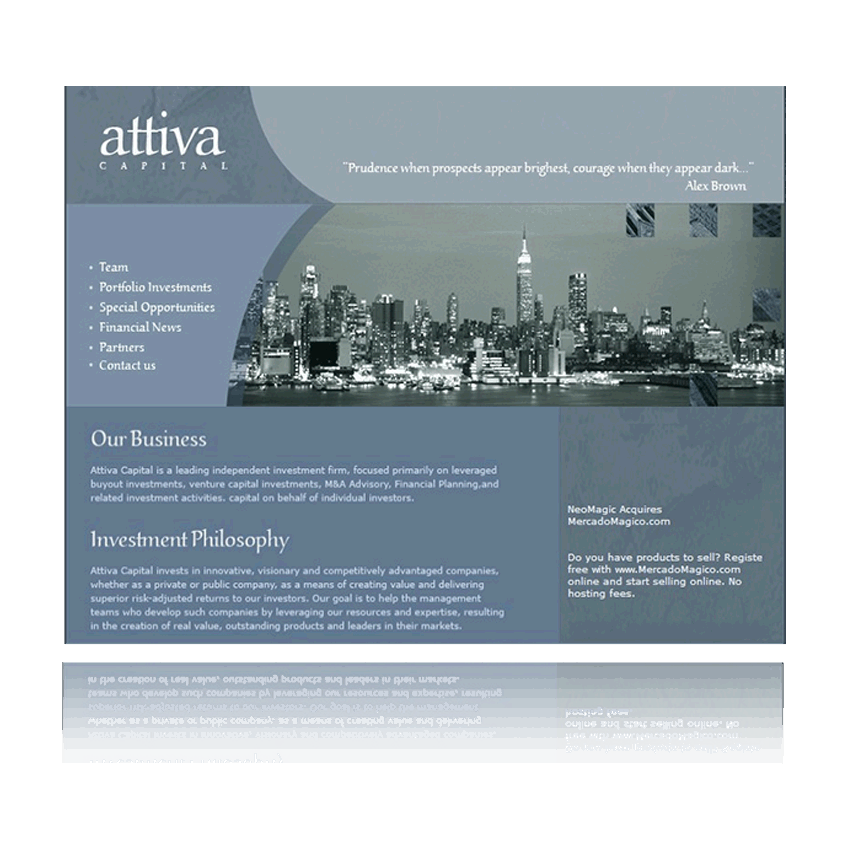 attiva
CAPITAL
"Prudence when prospects appear brighest, courage when they appear dark..."
Alex Brown
• Team
• Portfolio Investments
• Special Opportunities
• Financial News
• Partners
• Contact us
Our Business
Attiva Capital is a leading independent investment firm, focused primarily on leveraged
buyout investments, venture capital investments, M&A Advisory, Financial Planning,and
related investment activities. capital on behalf of individual investors.
Investment Philosophy
Attiva Capital invests in innovative, visionary and competitively advantaged companies,
whether as a private or public company, as a means of creating value and delivering
superior risk-adjusted returns to our investors. Our goal is to help the management
teams who develop such companies by leveraging our resources and expertise, resulting
in the creation of real value, outstanding products and leaders in their markets.
NeoMagic Acquires
MercadoMagico.com
Do you have products to sell? Registe
free with www.MercadoMagico.com
online and start selling online. No
hosting fees.